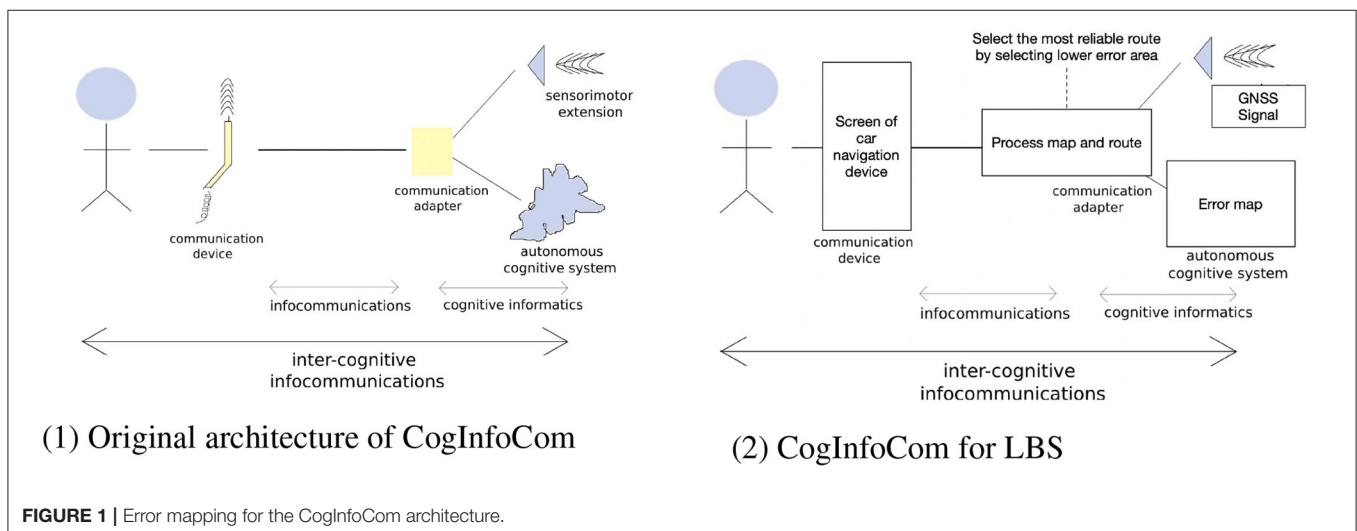 sensorimotor
extension
communication
adapter
communication
device
autonomous
cognitive system
infocommunications
cognitive informatics
inter-cognitive
infocommunications
(1) Original architecture of CogInfoCom
Select the most reliable route
by selecting lower error area
GNSS
Signal
Screen of
car
navigation
device
Process map and route
communication
adapter
Error map
communication
device
autonomous
cognitive system
infocommunications
cognitive informatics
inter-cognitive
infocommunications
(2) CogInfoCom for LBS
FIGURE 1 | Error mapping for the CogInfoCom architecture.